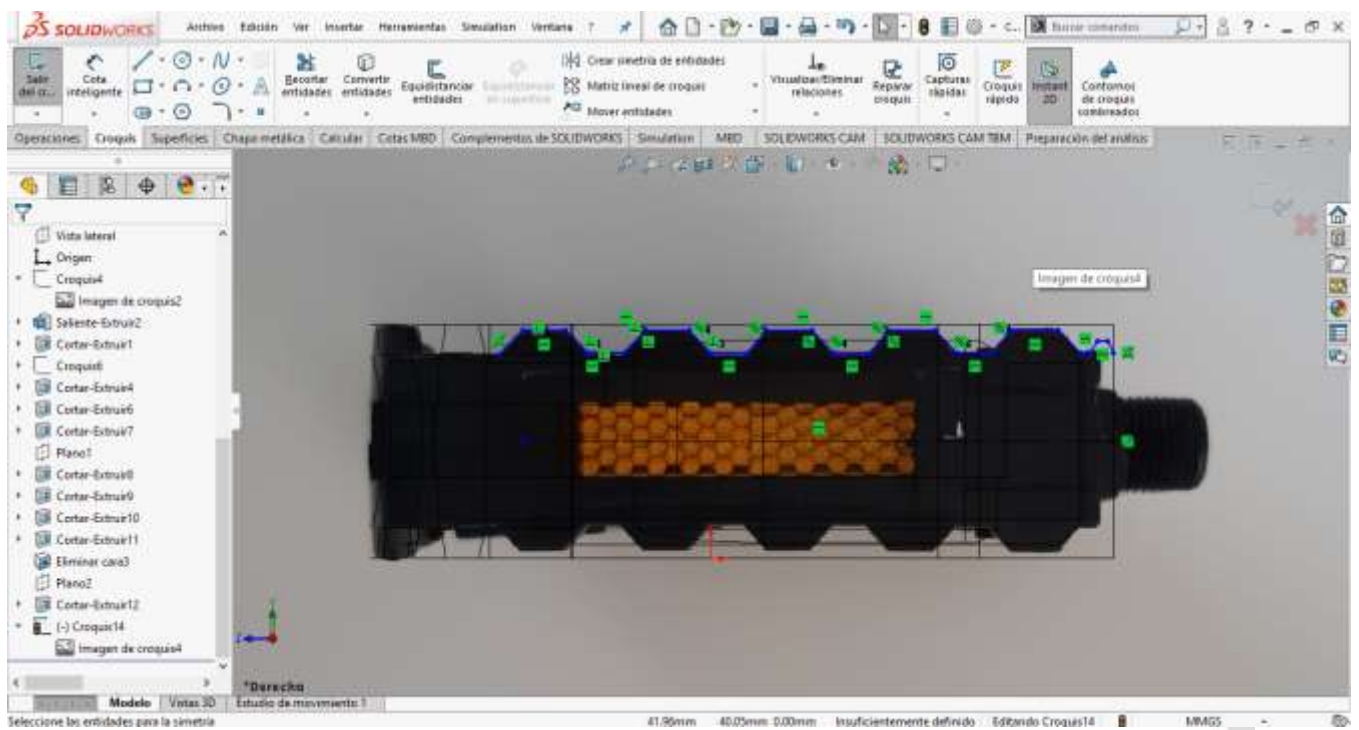 SOLIDWORKS Archivo Edición Ver Insertar Herramientas Simulation Ventana ? Buscar comandos
Salir del cr...
Cota inteligente
Recortar entidades
Convertir entidades
Equidistanciar entidades
Crear simetría de entidades
Matriz lineal de croquis
Mover entidades
Visualizar/Eliminar relaciones
Reparar croquis
Capturas rápidas
Croquis rápido
Instant 2D
Contornos de croquis sombreados
Operaciones Croquis Superficies Chapa metálica Calcular Cotas MBD Complementos de SOLIDWORKS Simulation MBD SOLIDWORKS CAM SOLIDWORKS CAM TBM Preparación del análisis
Vista lateral
Origen
Croquis4
Imagen de croquis2
Saliente-Extruir2
Cortar-Extruir1
Croquis6
Cortar-Extruir4
Cortar-Extruir6
Cortar-Extruir7
Plano1
Cortar-Extruir8
Cortar-Extruir9
Cortar-Extruir10
Cortar-Extruir11
Eliminar cara3
Plano2
Cortar-Extruir12
(-) Croquis14
Imagen de croquis4
Imagen de croquis4
*Derecha
Modelo Vistas 3D Estudio de movimiento 1
Seleccione las entidades para la simetría 41.96mm 40.05mm 0.00mm Insuficientemente definido Editando Croquis14 MMGS